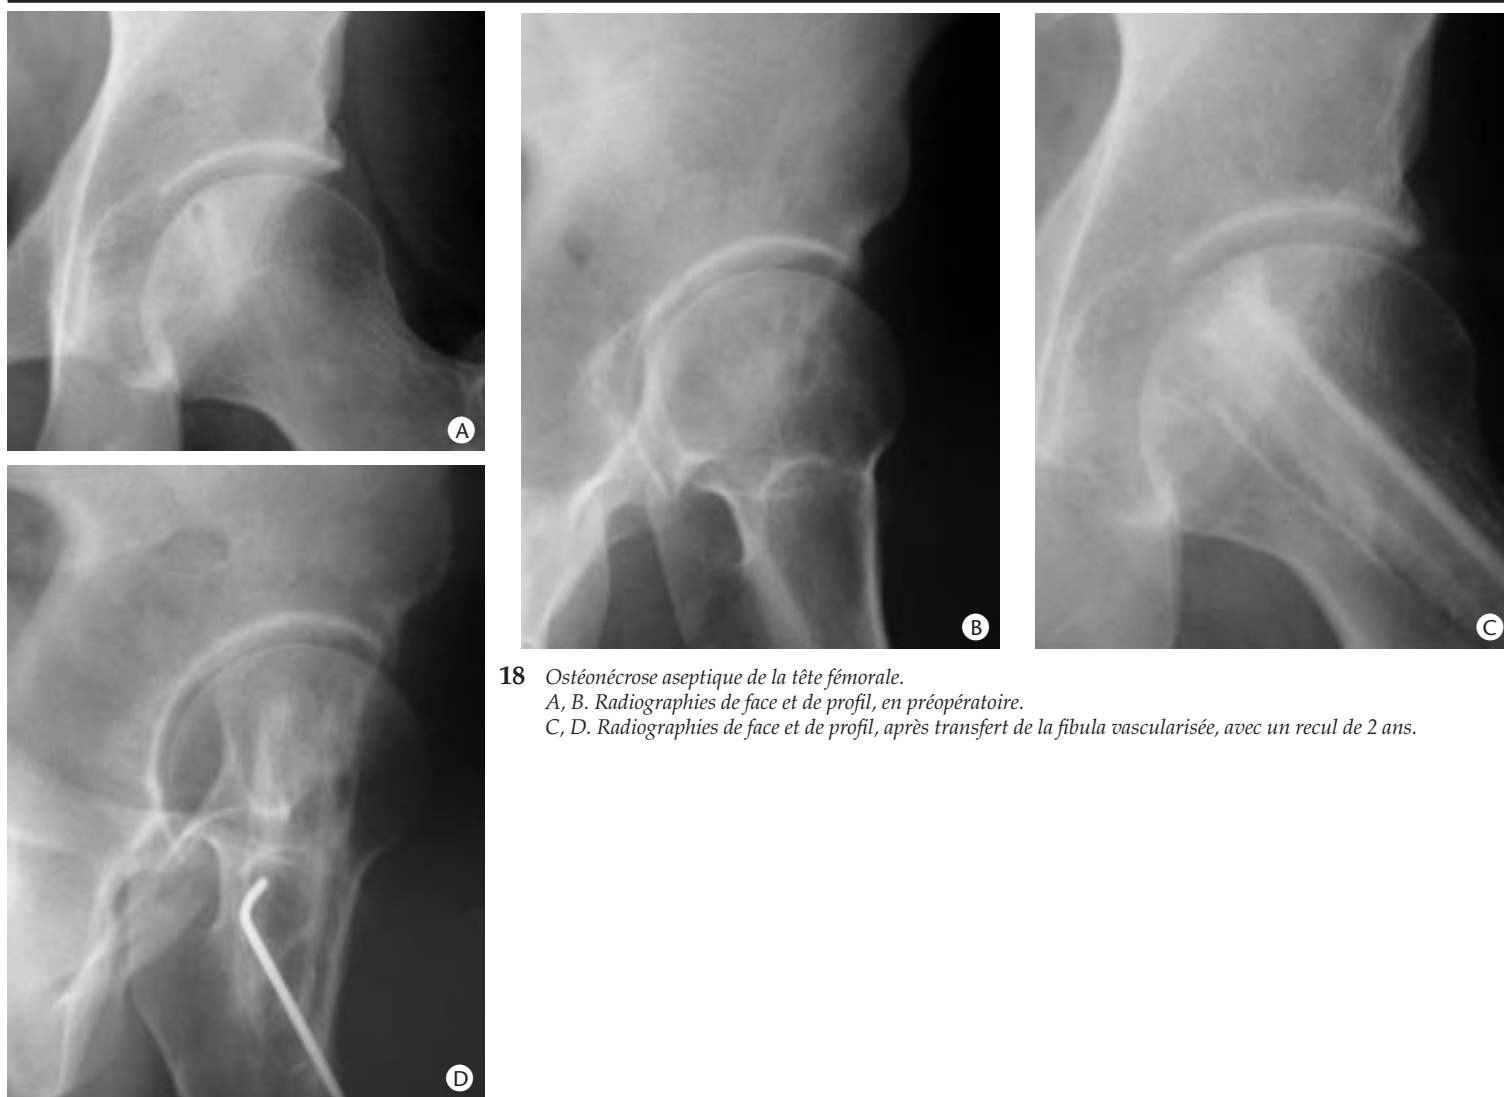 A
B
C
D
18 Osténécrose aseptique de la tête fémorale.
A, B. Radiographies de face et de profil, en préopératoire.
C, D. Radiographies de face et de profil, après transfert de la fibula vascularisée, avec un recul de 2 ans.